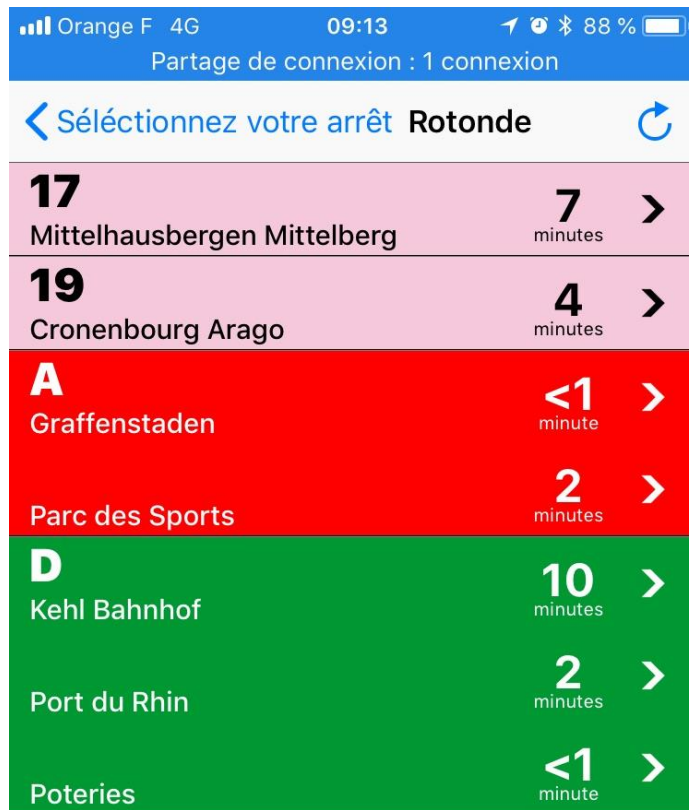 Orange F 4G 09:13 88 %
Partage de connexion : 1 connexion
Séléctionnez votre arrêt Rotonde
17
Mittelhausbergen Mittelberg
7
minutes
19
Cronenbourg Arago
4
minutes
A
Graffenstaden
<1
minute
Parc des Sports
2
minutes
D
Kehl Bahnhof
10
minutes
Port du Rhin
2
minutes
Poteries
<1
minute